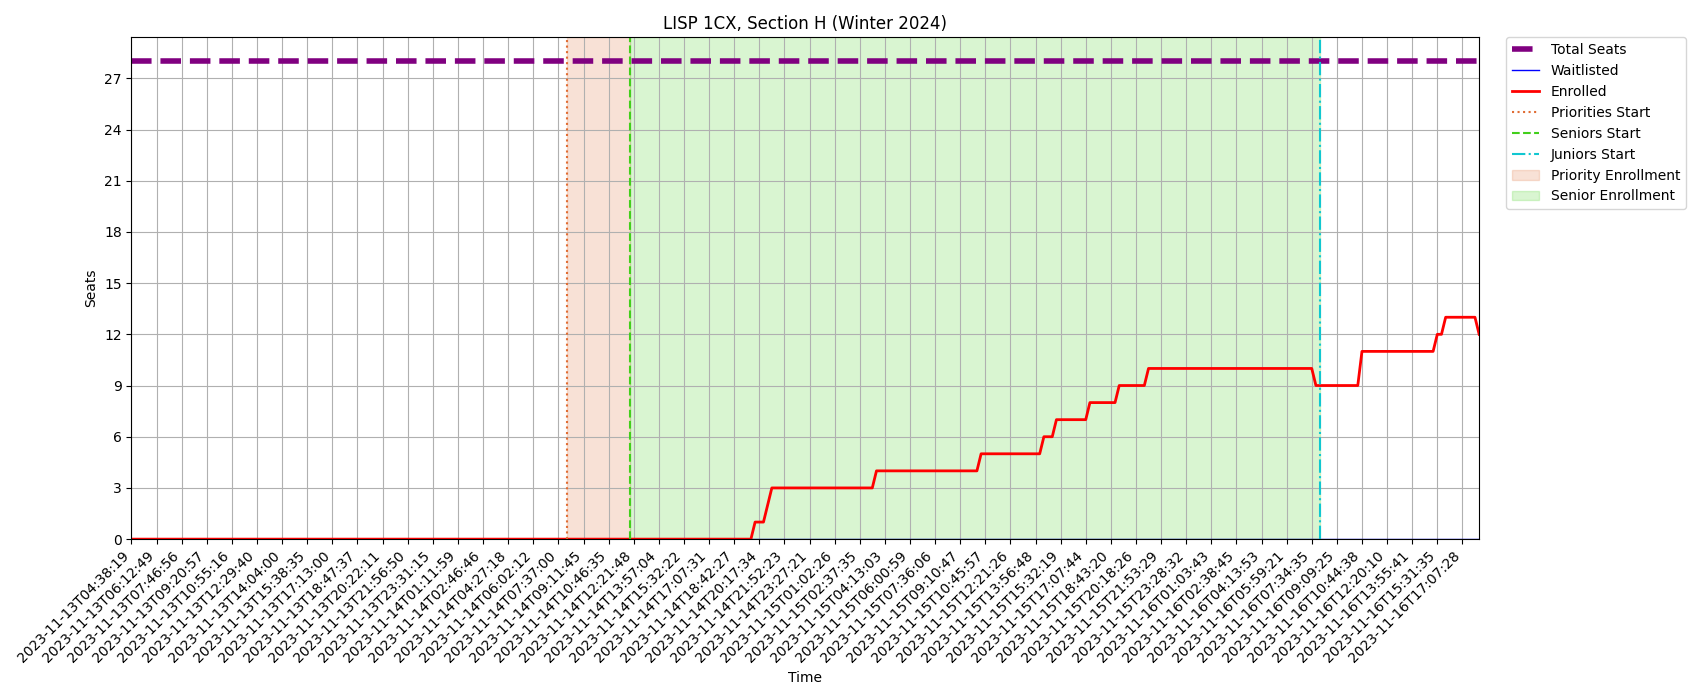 LISP 1CX, Section H (Winter 2024)
Total Seats
Waitlisted
Enrolled
Priorities Start
Seniors Start
Juniors Start
Priority Enrollment
Senior Enrollment
Seats
27
24
21
18
15
12
9
6
3
0
2023-11-13T04:38:19
2023-11-13T06:12:49
2023-11-13T07:46:56
2023-11-13T09:20:57
2023-11-13T10:55:16
2023-11-13T12:29:40
2023-11-13T14:04:00
2023-11-13T15:38:35
2023-11-13T17:13:00
2023-11-13T18:47:37
2023-11-13T20:22:11
2023-11-13T21:56:50
2023-11-13T23:31:15
2023-11-14T01:11:59
2023-11-14T02:46:46
2023-11-14T04:27:18
2023-11-14T06:02:12
2023-11-14T07:37:00
2023-11-14T09:11:45
2023-11-14T10:46:35
2023-11-14T12:21:48
2023-11-14T13:57:04
2023-11-14T15:32:22
2023-11-14T17:07:31
2023-11-14T18:42:27
2023-11-14T20:17:34
2023-11-14T21:52:23
2023-11-14T23:27:21
2023-11-15T01:02:26
2023-11-15T02:37:35
2023-11-15T04:13:03
2023-11-15T06:00:59
2023-11-15T07:36:06
2023-11-15T09:10:47
2023-11-15T10:45:57
2023-11-15T12:21:26
2023-11-15T13:56:48
2023-11-15T15:32:19
2023-11-15T17:07:44
2023-11-15T18:43:20
2023-11-15T20:18:26
2023-11-15T21:53:29
2023-11-15T23:28:32
2023-11-16T01:03:43
2023-11-16T02:38:45
2023-11-16T04:13:53
2023-11-16T05:59:21
2023-11-16T07:34:35
2023-11-16T09:09:25
2023-11-16T10:44:38
2023-11-16T12:20:10
2023-11-16T13:55:41
2023-11-16T15:31:35
2023-11-16T17:07:28
Time